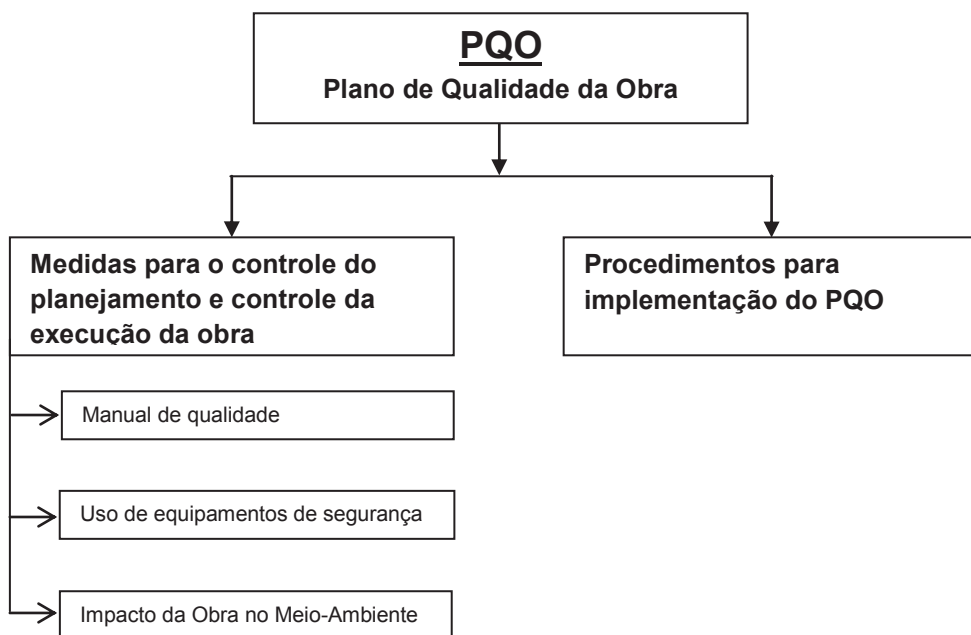 PQO
Plano de Qualidade da Obra
Medidas para o controle do
planejamento e controle da
execução da obra
Procedimentos para
implementação do PQO
Manual de qualidade
Uso de equipamentos de segurança
Impacto da Obra no Meio-Ambiente